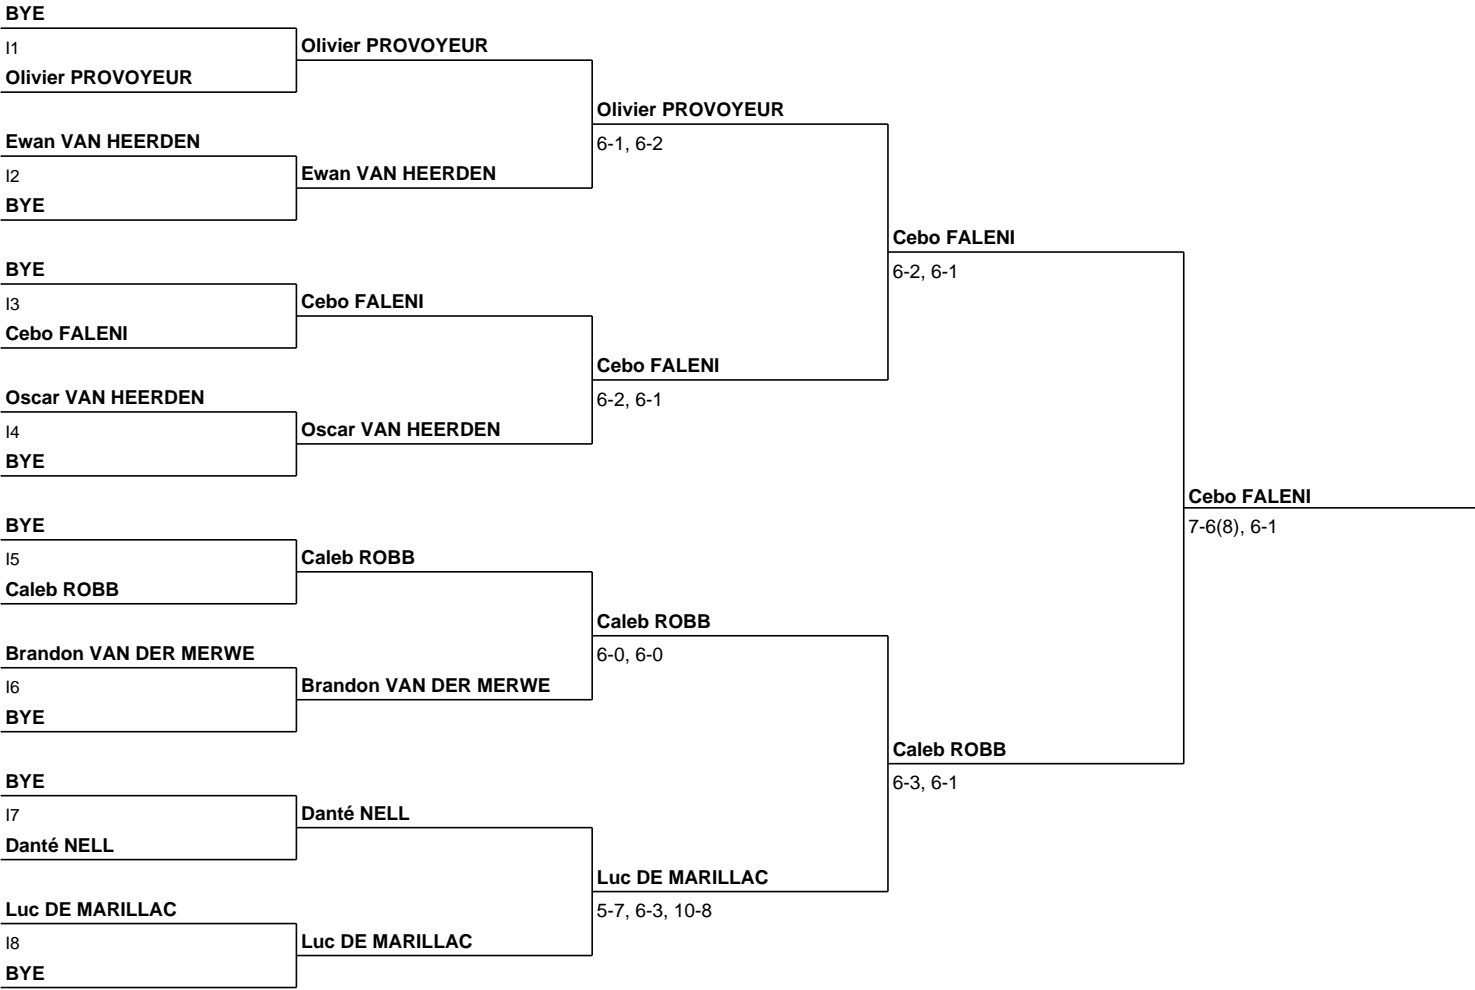 BYE
I1
Olivier PROVOYEUR
Ewan VAN HEERDEN
I2
BYE
BYE
I3
Cebo FALENI
Oscar VAN HEERDEN
I4
BYE
BYE
I5
Caleb ROBB
Brandon VAN DER MERWE
I6
BYE
BYE
I7
Danté NELL
Luc DE MARILLAC
I8
BYE
Olivier PROVOYEUR
Ewan VAN HEERDEN
Cebo FALENI
Oscar VAN HEERDEN
Caleb ROBB
Brandon VAN DER MERWE
Danté NELL
Luc DE MARILLAC
Olivier PROVOYEUR
6-1, 6-2
Cebo FALENI
6-2, 6-1
Caleb ROBB
6-0, 6-0
Luc DE MARILLAC
5-7, 6-3, 10-8
Cebo FALENI
6-2, 6-1
Caleb ROBB
6-3, 6-1
Cebo FALENI
7-6(8), 6-1